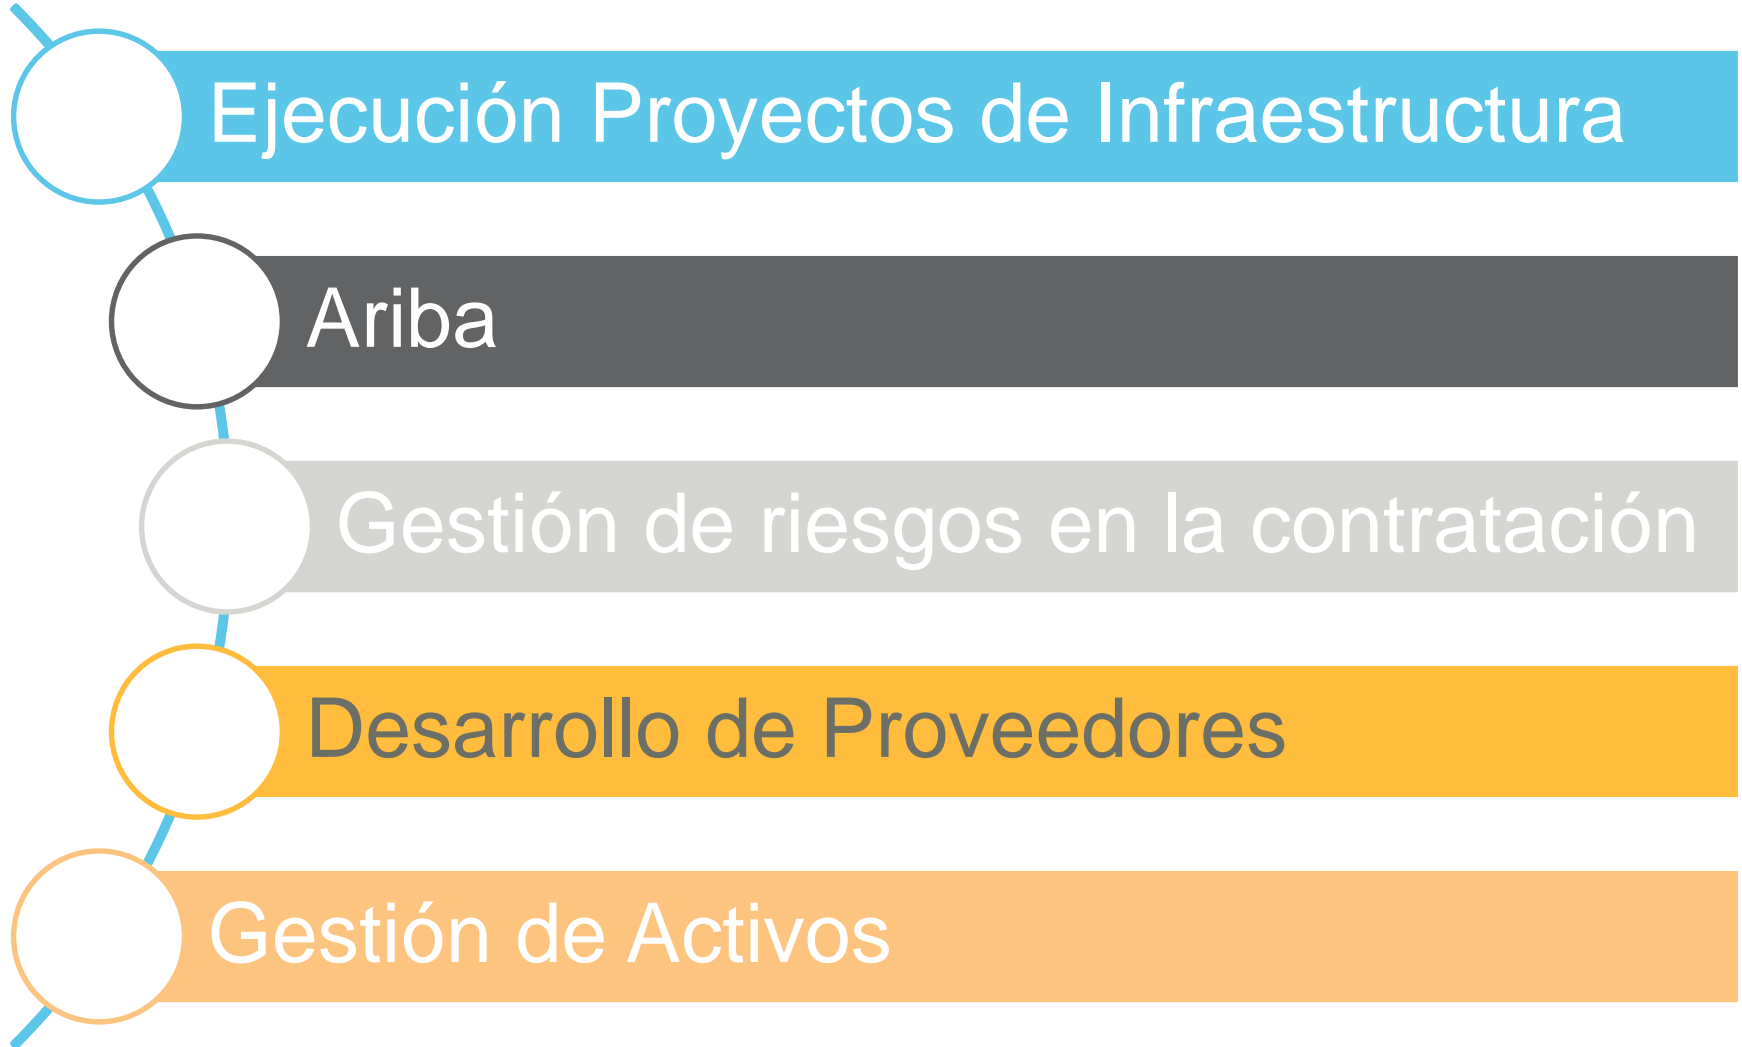 Ejecución Proyectos de Infraestructura
Ariba
Gestión de riesgos en la contratación
Desarrollo de Proveedores
Gestión de Activos